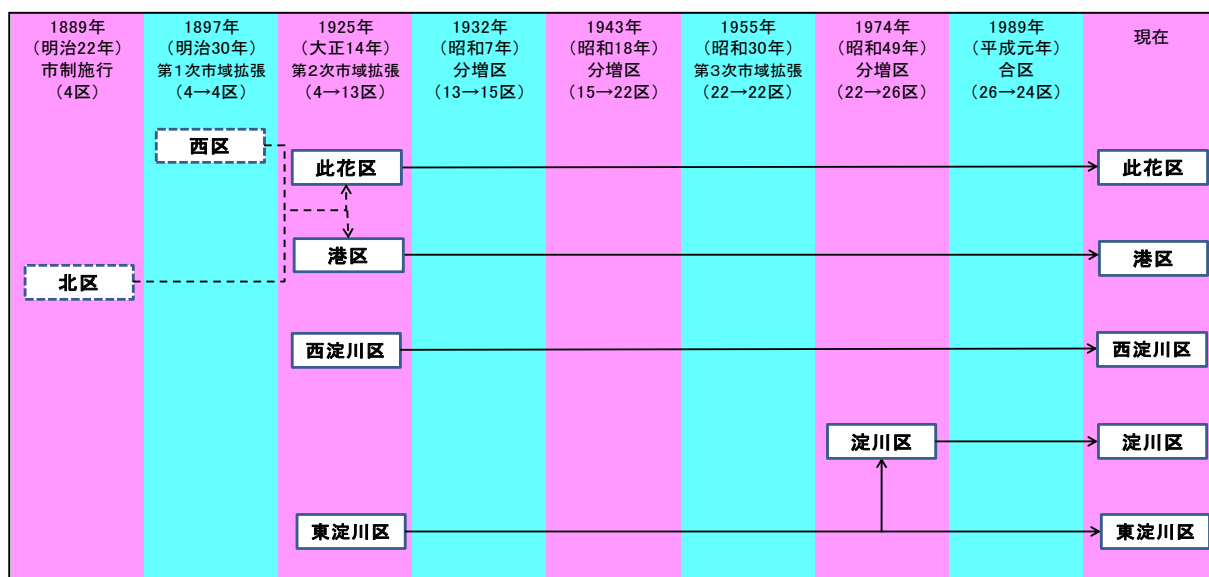 1889年
（明治22年）
市制施行
（4区）
1897年
（明治30年）
第1次市域拡張
（4→4区）
1925年
（大正14年）
第2次市域拡張
（4→13区）
1932年
（昭和7年）
分増区
（13→15区）
1943年
（昭和18年）
分増区
（15→22区）
1955年
（昭和30年）
第3次市域拡張
（22→22区）
1974年
（昭和49年）
分増区
（22→26区）
1989年
（平成元年）
合区
（26→24区）
現在
西区
此花区
此花区
港区
港区
北区
西淀川区
西淀川区
淀川区
淀川区
東淀川区
東淀川区